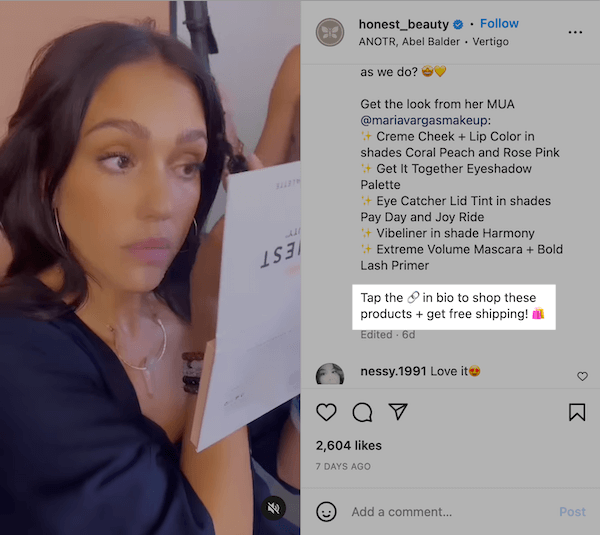 honest_beauty • Follow
ANOTR, Abel Balder • Vertigo
as we do? 🤩💛
Get the look from her MUA
@mariavargasmakeup:
✨ Creme Cheek + Lip Color in
shades Coral Peach and Rose Pink
✨ Get It Together Eyeshadow
Palette
✨ Eye Catcher Lid Tint in shades
Pay Day and Joy Ride
✨ Vibeliner in shade Harmony
✨ Extreme Volume Mascara + Bold
Lash Primer
Tap the 🔗 in bio to shop these
products + get free shipping! 🛍️
Edited · 6d
nessy.1991 Love it😍
2,604 likes
7 DAYS AGO
Add a comment... Post